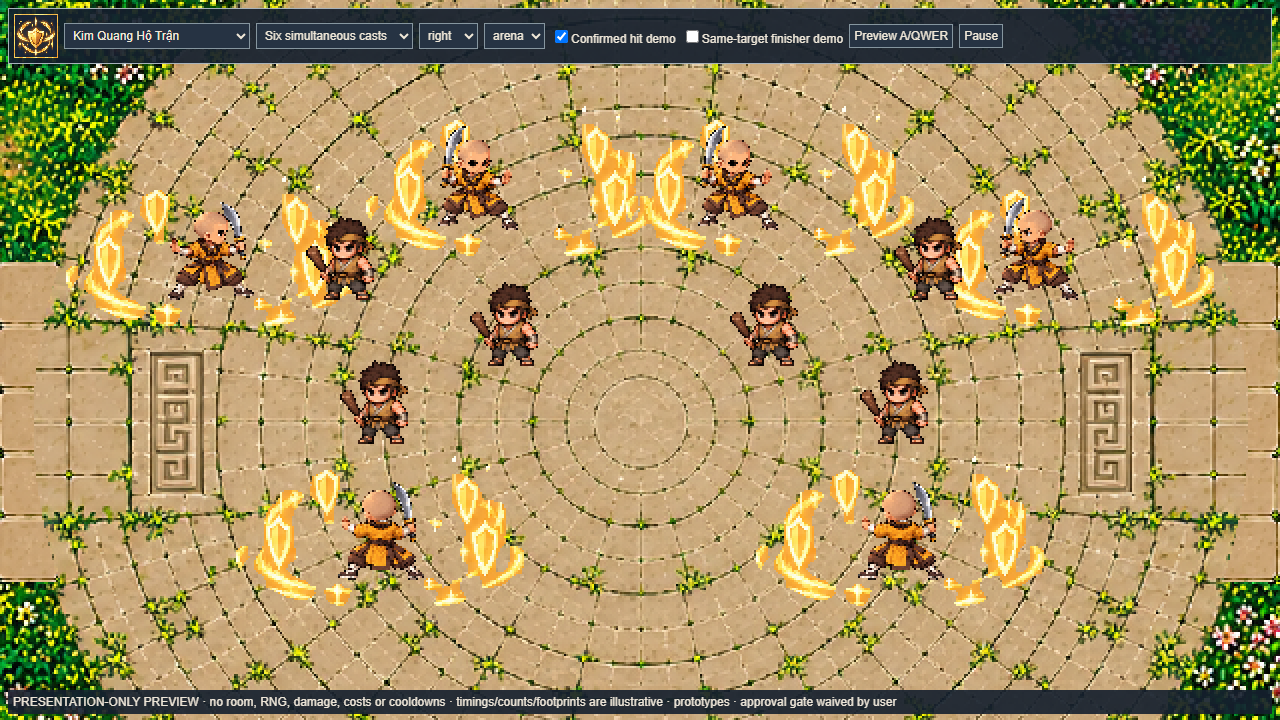 Kim Quang Hộ Trận
Six simultaneous casts
right
arena
Confirmed hit demo
Same-target finisher demo
Preview A/QWER
Pause
PRESENTATION-ONLY PREVIEW · no room, RNG, damage, costs or cooldowns · timings/counts/footprints are illustrative · prototypes · approval gate waived by user